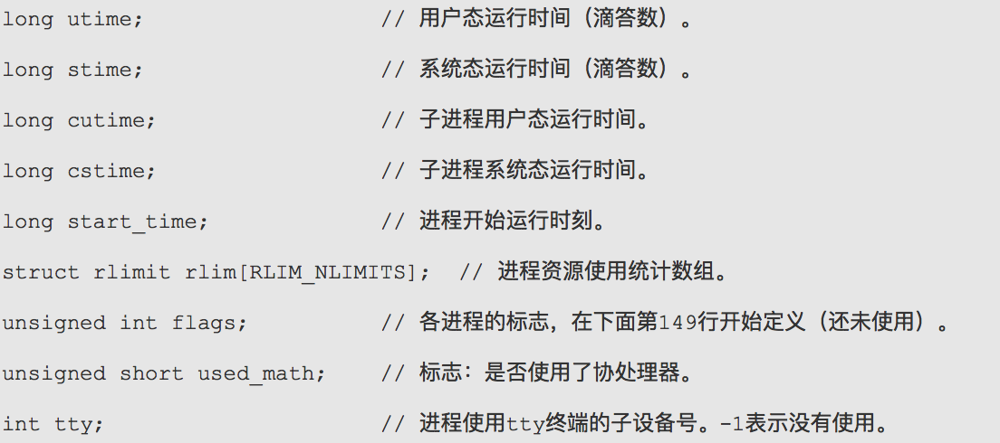 long utime; // 用户态运行时间（滴答数）。
long stime; // 系统态运行时间（滴答数）。
long cutime; // 子进程用户态运行时间。
long cstime; // 子进程系统态运行时间。
long start_time; // 进程开始运行时刻。
struct rlimit rlim[RLIM_NLIMITS]; // 进程资源使用统计数组。
unsigned int flags; // 各进程的标志，在下面第149行开始定义（还未使用）。
unsigned short used_math; // 标志：是否使用了协处理器。
int tty; // 进程使用tty终端的子设备号。-1表示没有使用。